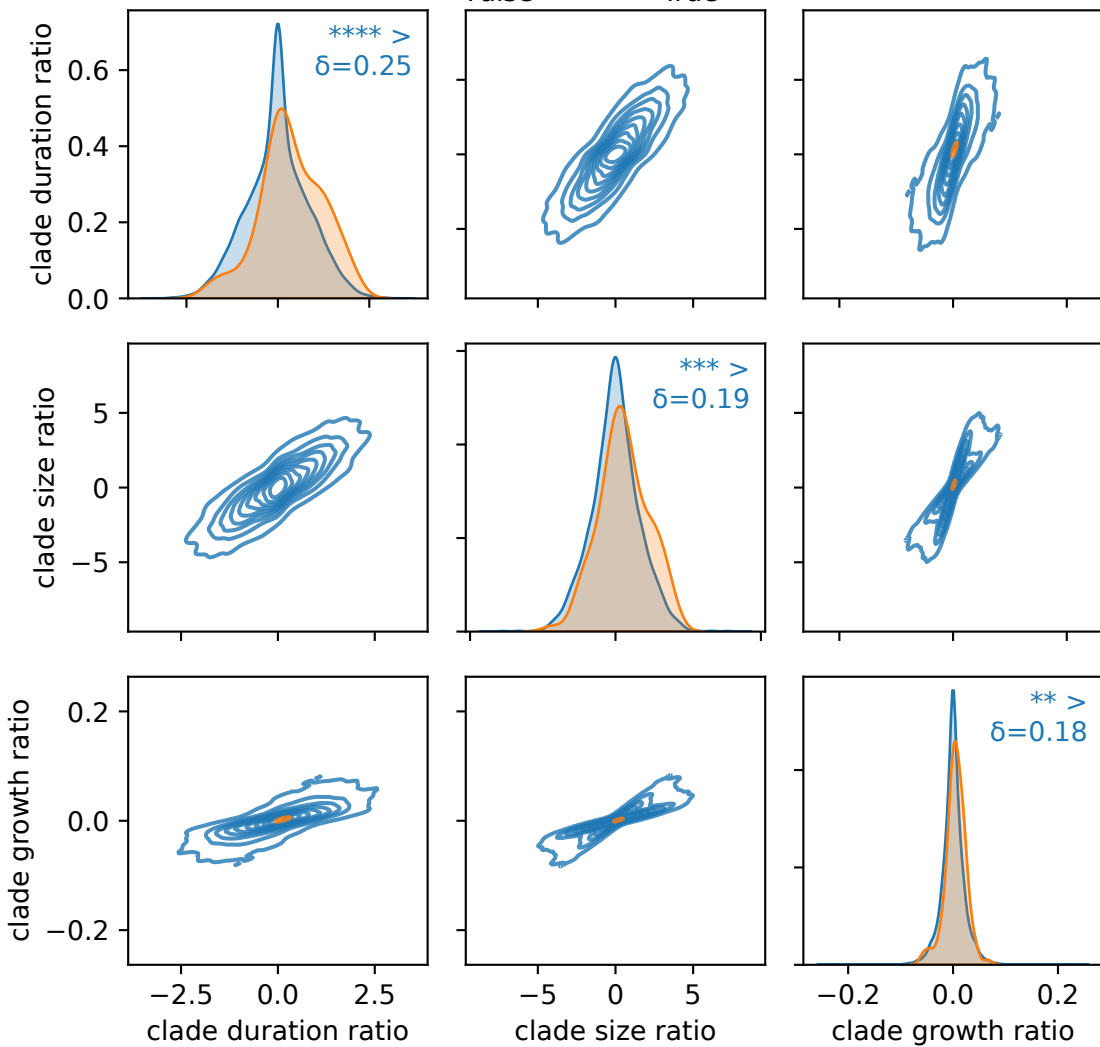 False True
clade duration ratio
0.6
0.4
0.2
0.0
**** >
δ=0.25
clade size ratio
5
0
−5
*** >
δ=0.19
clade growth ratio
0.2
0.0
−0.2
** >
δ=0.18
−2.5 0.0 2.5
−5 0 5
−0.2 0.0 0.2
clade duration ratio
clade size ratio
clade growth ratio